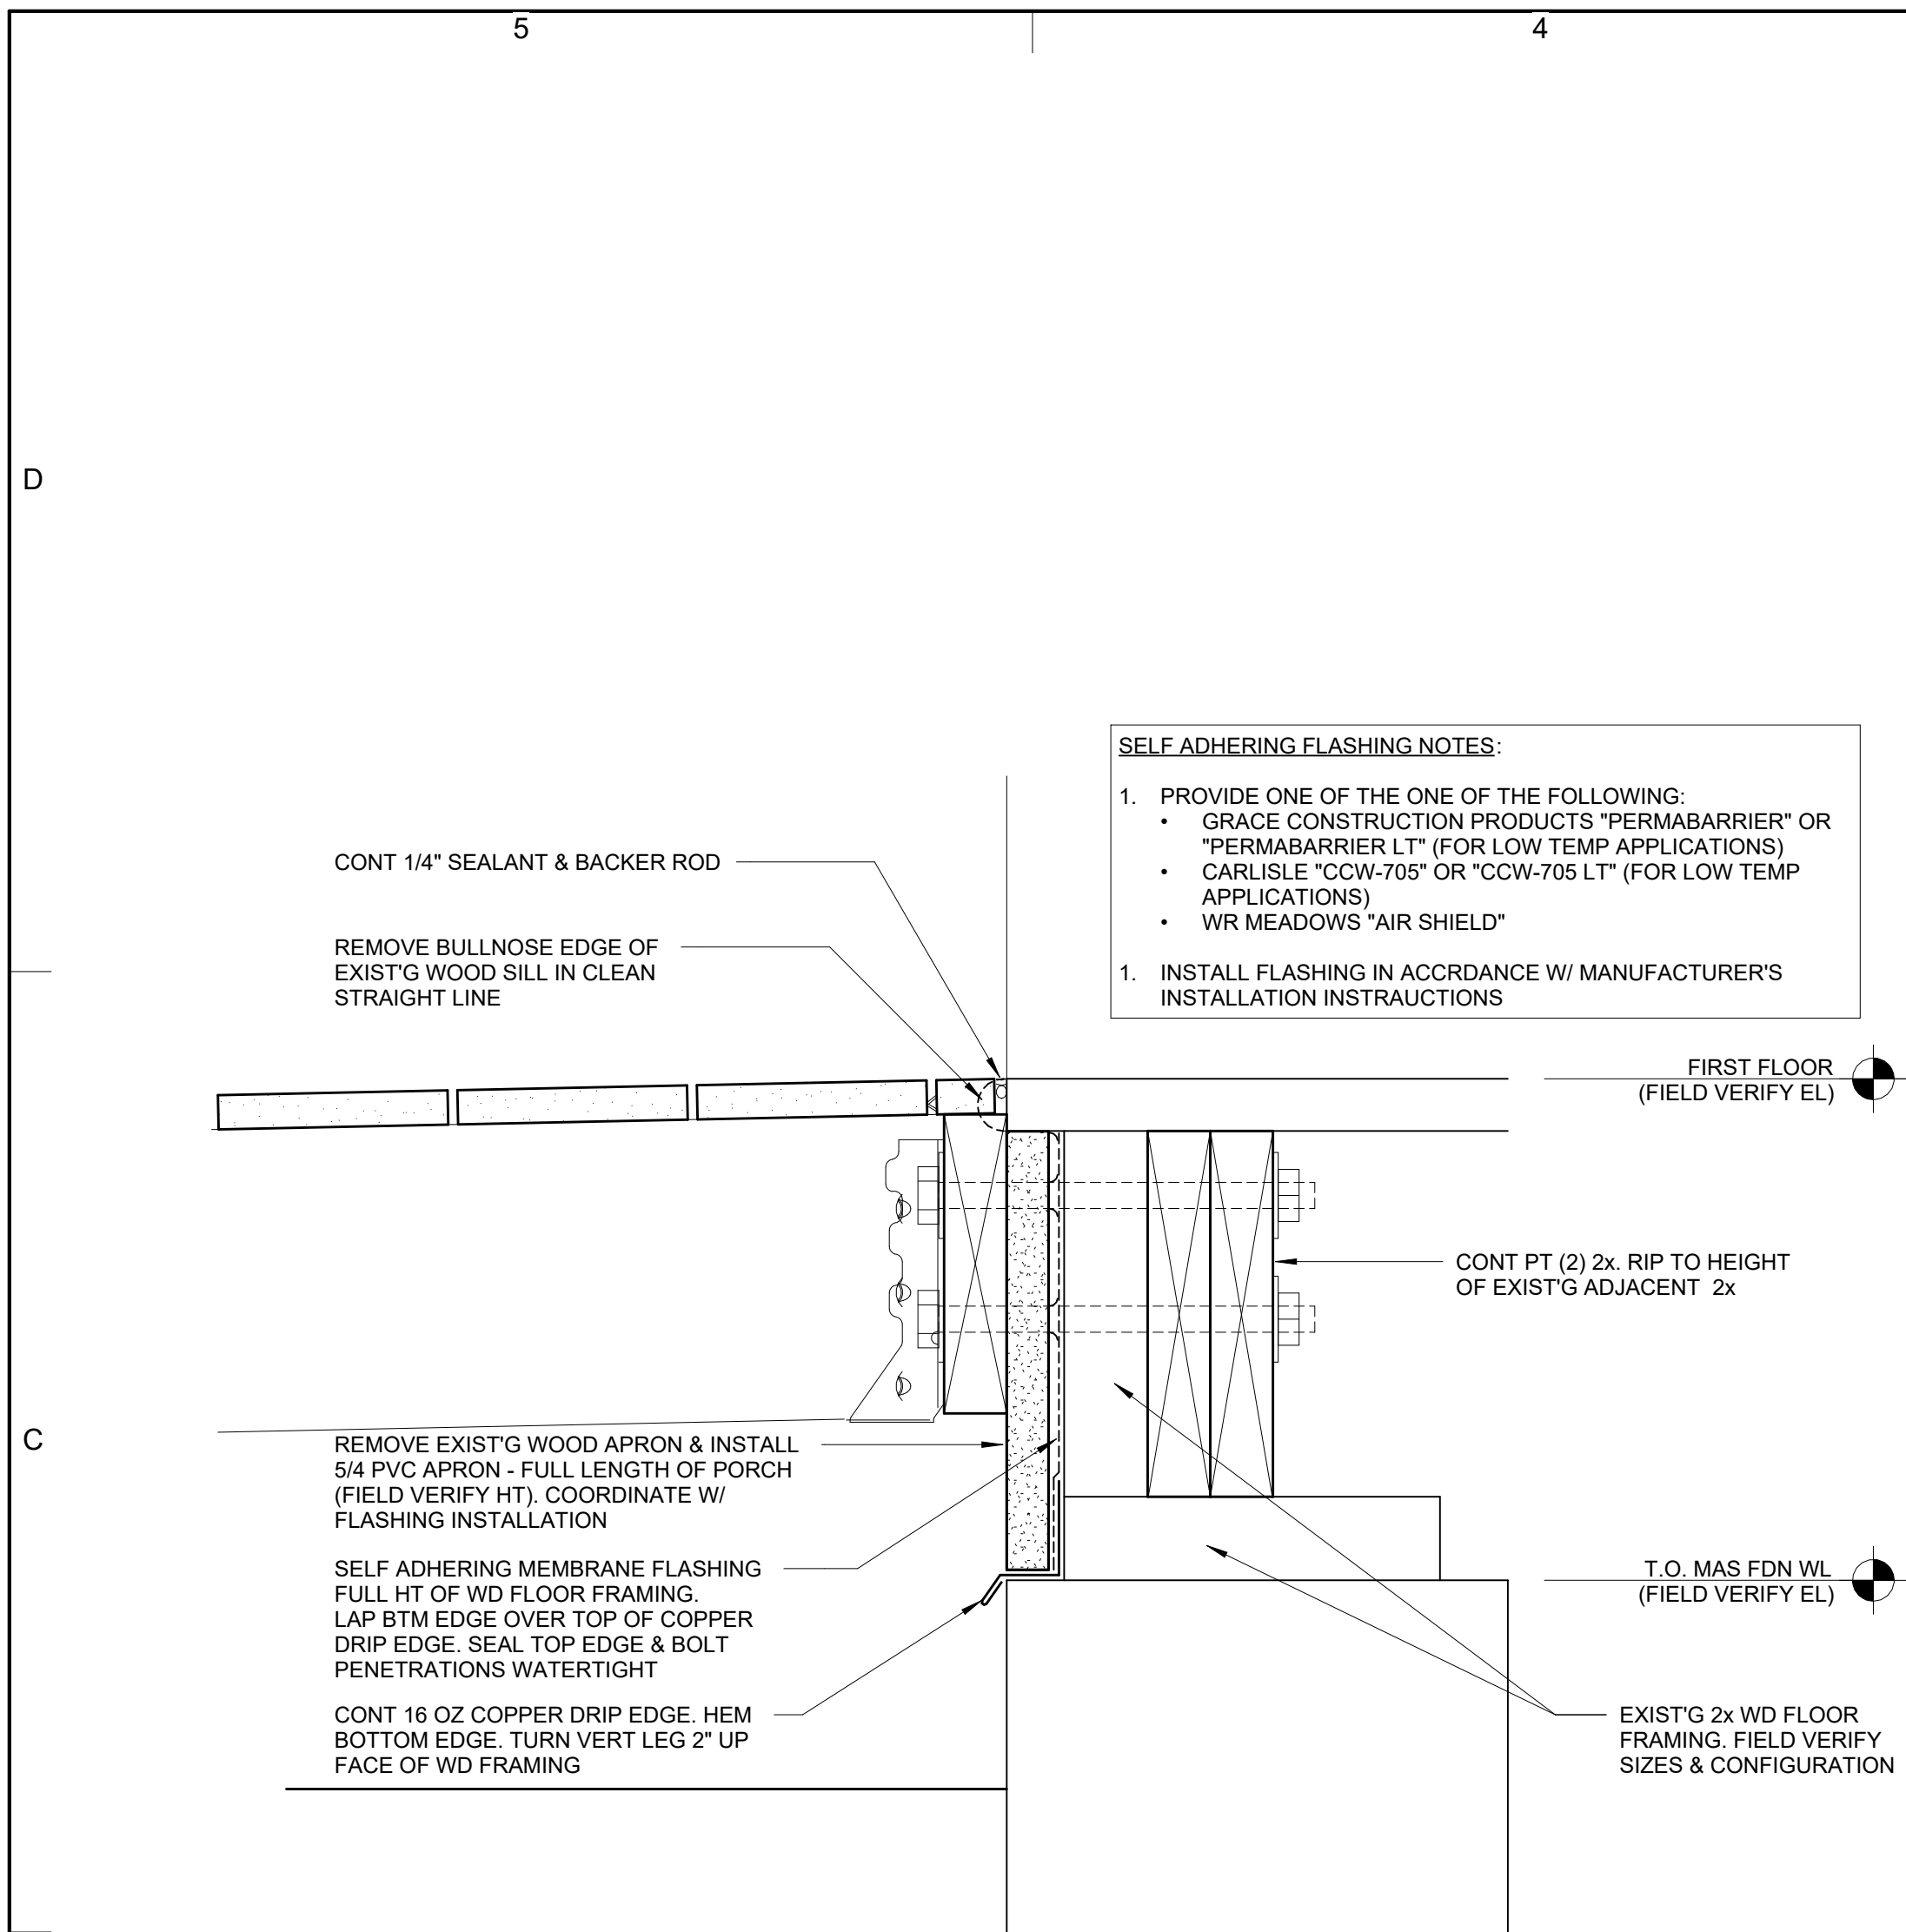 5
4
D
SELF ADHERING FLASHING NOTES:
1. PROVIDE ONE OF THE ONE OF THE FOLLOWING:
• GRACE CONSTRUCTION PRODUCTS "PERMABARRIER" OR
"PERMABARRIER LT" (FOR LOW TEMP APPLICATIONS)
• CARLISLE "CCW-705" OR "CCW-705 LT" (FOR LOW TEMP
APPLICATIONS)
• WR MEADOWS "AIR SHIELD"
1. INSTALL FLASHING IN ACCRDANCE W/ MANUFACTURER'S
INSTALLATION INSTRAUCTIONS
CONT 1/4" SEALANT & BACKER ROD
REMOVE BULLNOSE EDGE OF
EXIST'G WOOD SILL IN CLEAN
STRAIGHT LINE
FIRST FLOOR
(FIELD VERIFY EL)
CONT PT (2) 2x. RIP TO HEIGHT
OF EXIST'G ADJACENT 2x
C
REMOVE EXIST'G WOOD APRON & INSTALL
5/4 PVC APRON - FULL LENGTH OF PORCH
(FIELD VERIFY HT). COORDINATE W/
FLASHING INSTALLATION
SELF ADHERING MEMBRANE FLASHING
FULL HT OF WD FLOOR FRAMING.
LAP BTM EDGE OVER TOP OF COPPER
DRIP EDGE. SEAL TOP EDGE & BOLT
PENETRATIONS WATERTIGHT
T.O. MAS FDN WL
(FIELD VERIFY EL)
CONT 16 OZ COPPER DRIP EDGE. HEM
BOTTOM EDGE. TURN VERT LEG 2" UP
FACE OF WD FRAMING
EXIST'G 2x WD FLOOR
FRAMING. FIELD VERIFY
SIZES & CONFIGURATION